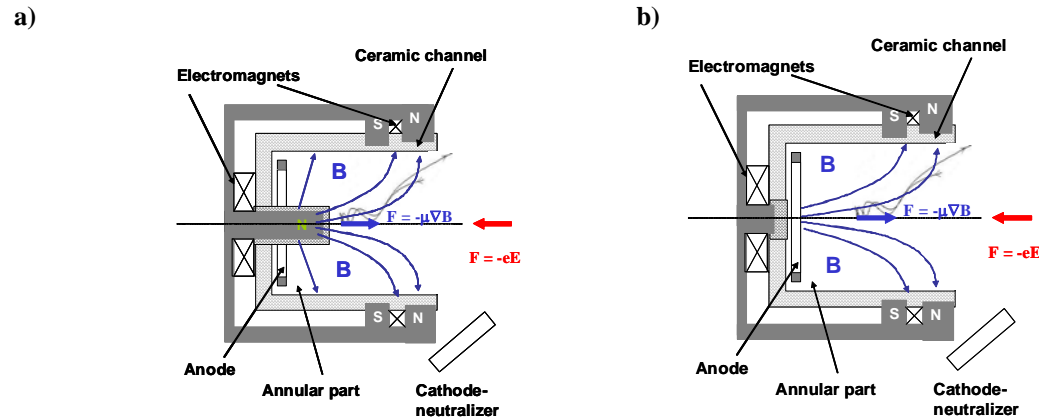 a)
Ceramic channel
Electromagnets
N
S
B
N
F = -μ∇B
F = -eE
B
S
N
Anode
Annular part
Cathode-
neutralizer
b)
Ceramic channel
Electromagnets
N
S
B
F = -μ∇B
F = -eE
B
S
N
Anode
Annular part
Cathode-
neutralizer